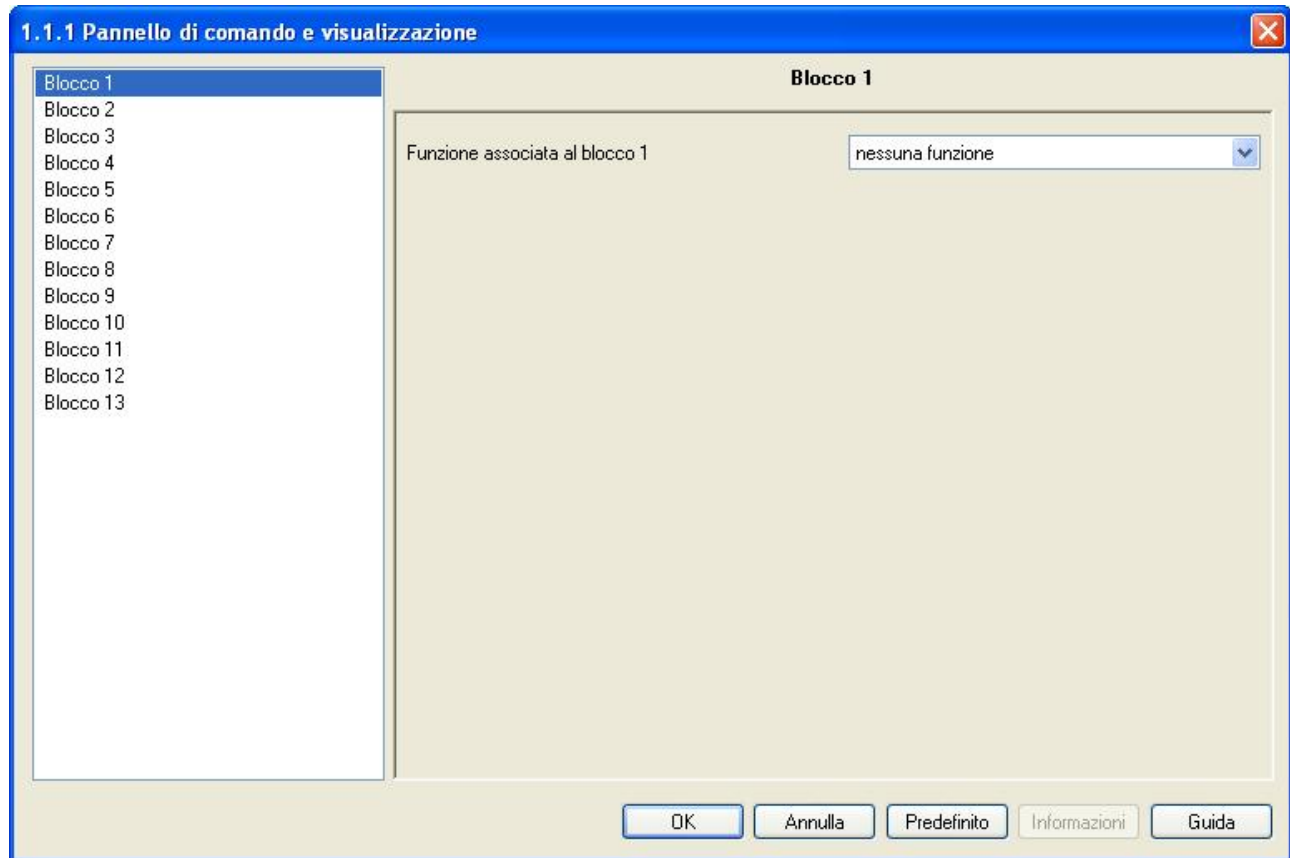 1.1.1 Pannello di comando e visualizzazione
Blocco 1
Blocco 2
Blocco 3
Blocco 4
Blocco 5
Blocco 6
Blocco 7
Blocco 8
Blocco 9
Blocco 10
Blocco 11
Blocco 12
Blocco 13
Blocco 1
Funzione associata al blocco 1
nessuna funzione
OK
Annulla
Predefinito
Informazioni
Guida